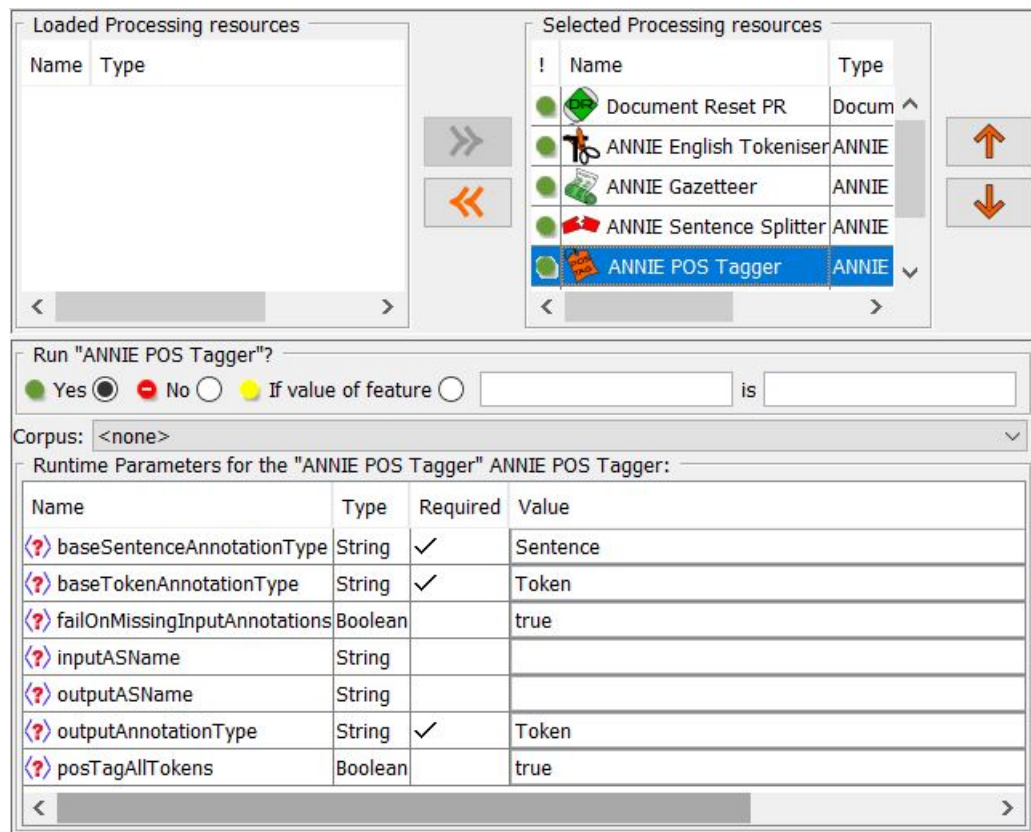 Loaded Processing resources
Name Type
Selected Processing resources
! Name Type
DR Document Reset PR Docum
ANNIE English Tokeniser ANNIE
ANNIE Gazetteer ANNIE
ANNIE Sentence Splitter ANNIE
POS TAG ANNIE POS Tagger ANNIE
Run "ANNIE POS Tagger"?
Yes No If value of feature is
Corpus: <none>
Runtime Parameters for the "ANNIE POS Tagger" ANNIE POS Tagger:
Name Type Required Value
<?> baseSentenceAnnotationType String ✓ Sentence
<?> baseTokenAnnotationType String ✓ Token
<?> failOnMissingInputAnnotations Boolean true
<?> inputASName String
<?> outputASName String
<?> outputAnnotationType String ✓ Token
<?> posTagAllTokens Boolean true